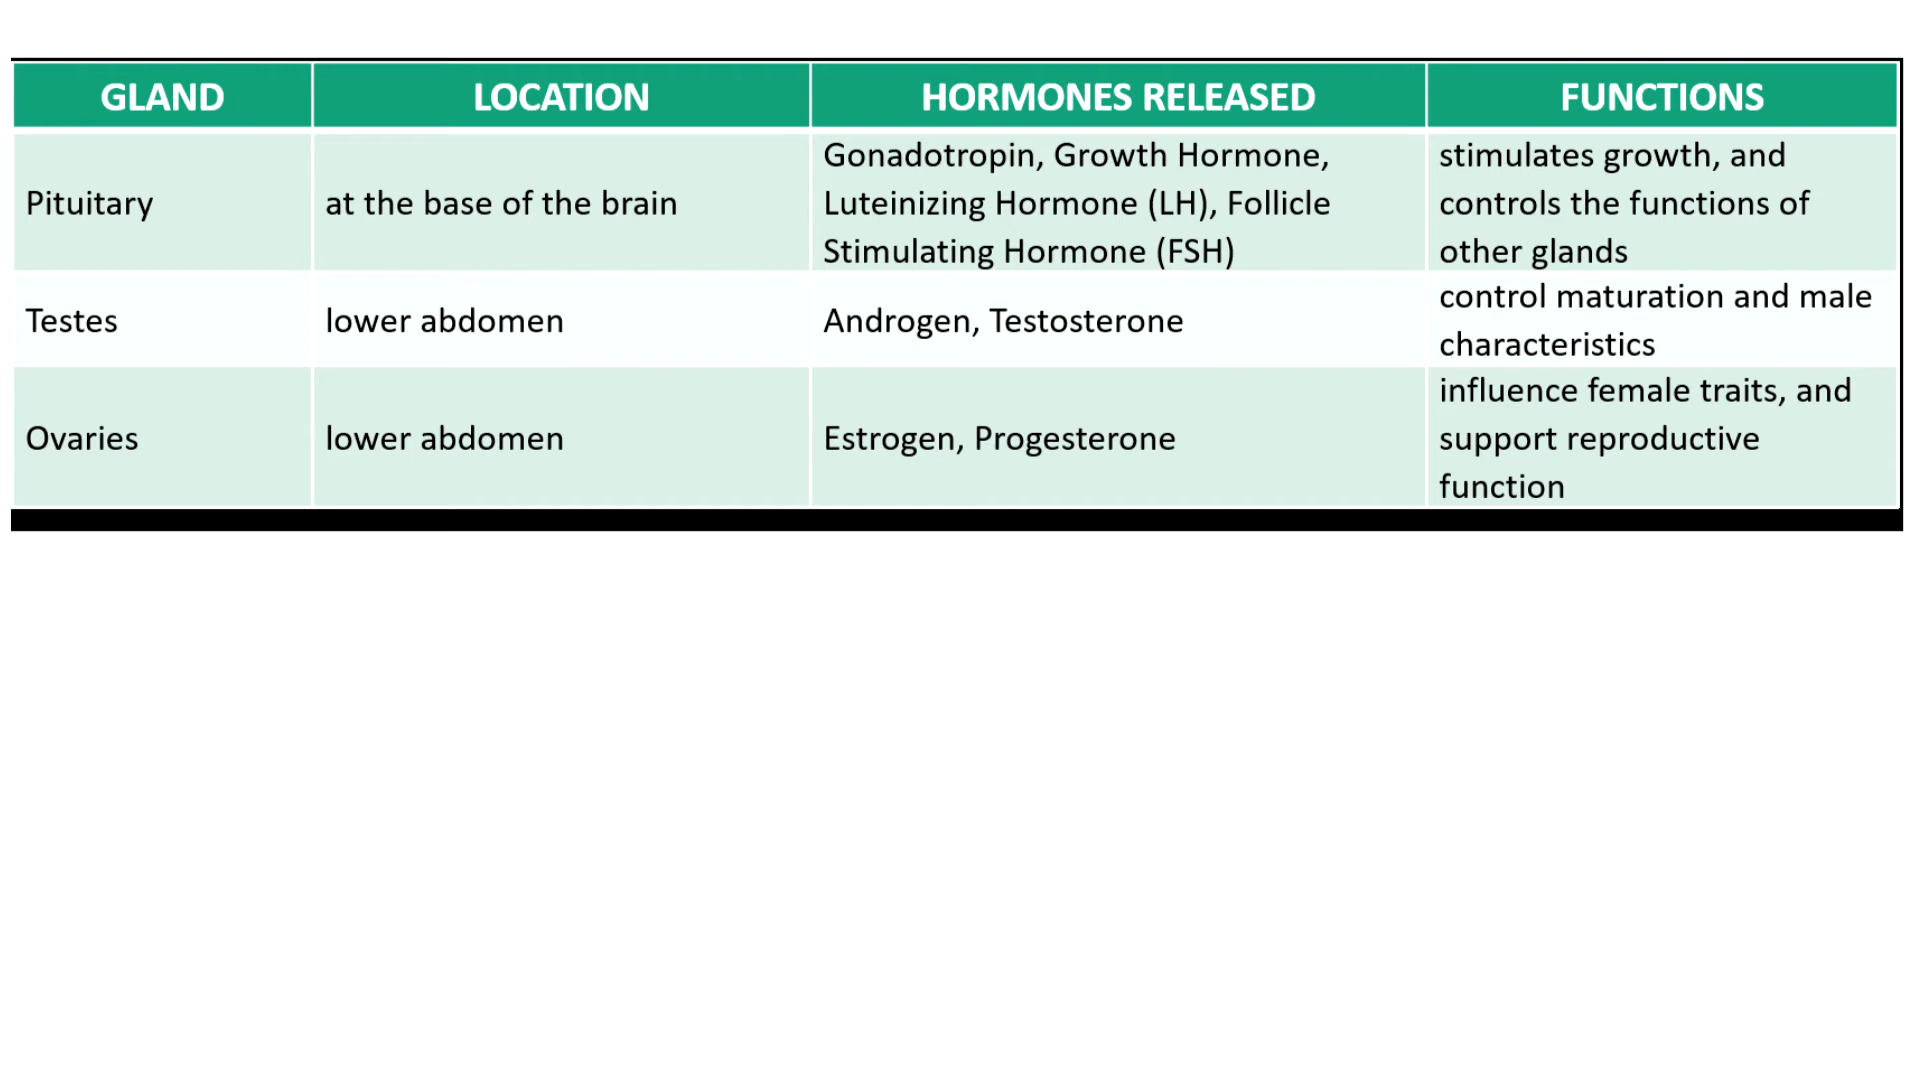 GLAND LOCATION HORMONES RELEASED FUNCTIONS
Pituitary
at the base of the brain
Gonadotropin, Growth Hormone,
Luteinizing Hormone (LH), Follicle
Stimulating Hormone (FSH)
stimulates growth, and
controls the functions of
other glands
Testes
lower abdomen
Androgen, Testosterone
control maturation and male
characteristics
Ovaries
lower abdomen
Estrogen, Progesterone
influence female traits, and
support reproductive
function